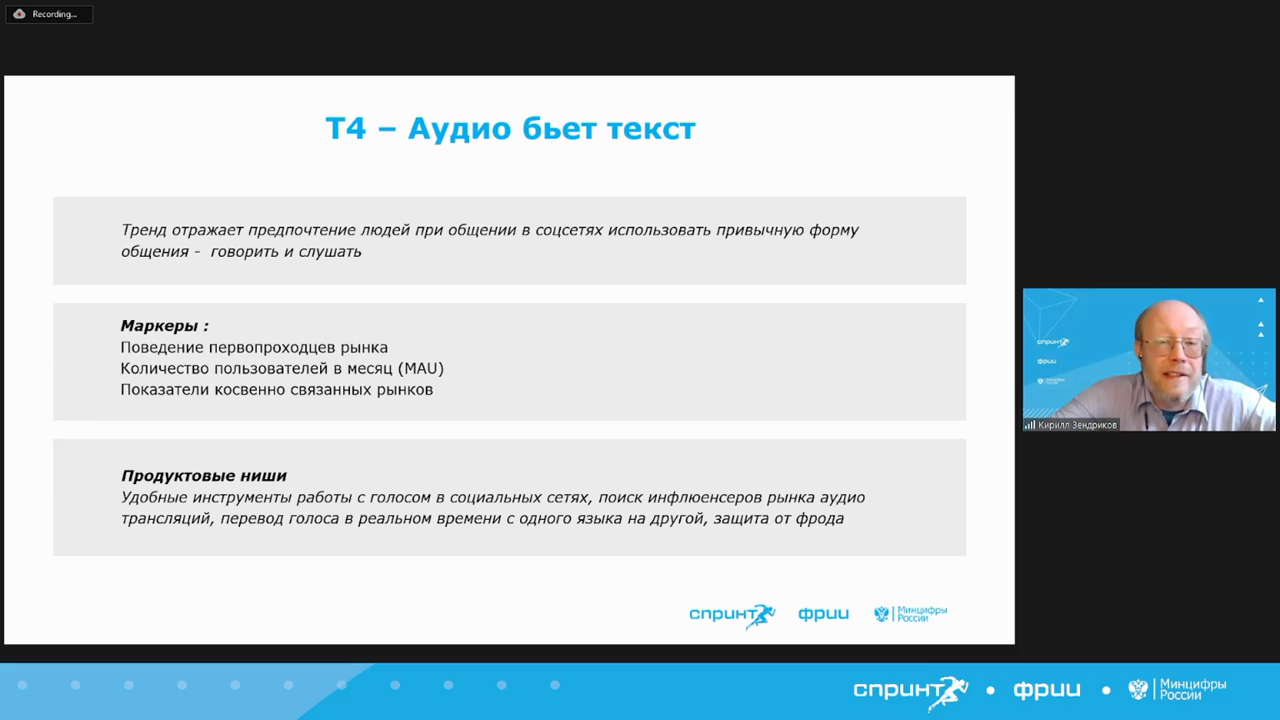 Recording...
Т4 – Аудио бьет текст
Тренд отражает предпочтение людей при общении в соцсетях использовать привычную форму
общения - говорить и слушать
Маркеры :
Поведение первопроходцев рынка
Количество пользователей в месяц (MAU)
Показатели косвенно связанных рынков
Продуктовые ниши
Удобные инструменты работы с голосом в социальных сетях, поиск инфлюенсеров рынка аудио
трансляций, перевод голоса в реальном времени с одного языка на другой, защита от фрода
спринт фрии Минцифры
России
спринт
фрии
Кирилл Зендриков
спринт • фрии • Минцифры
России